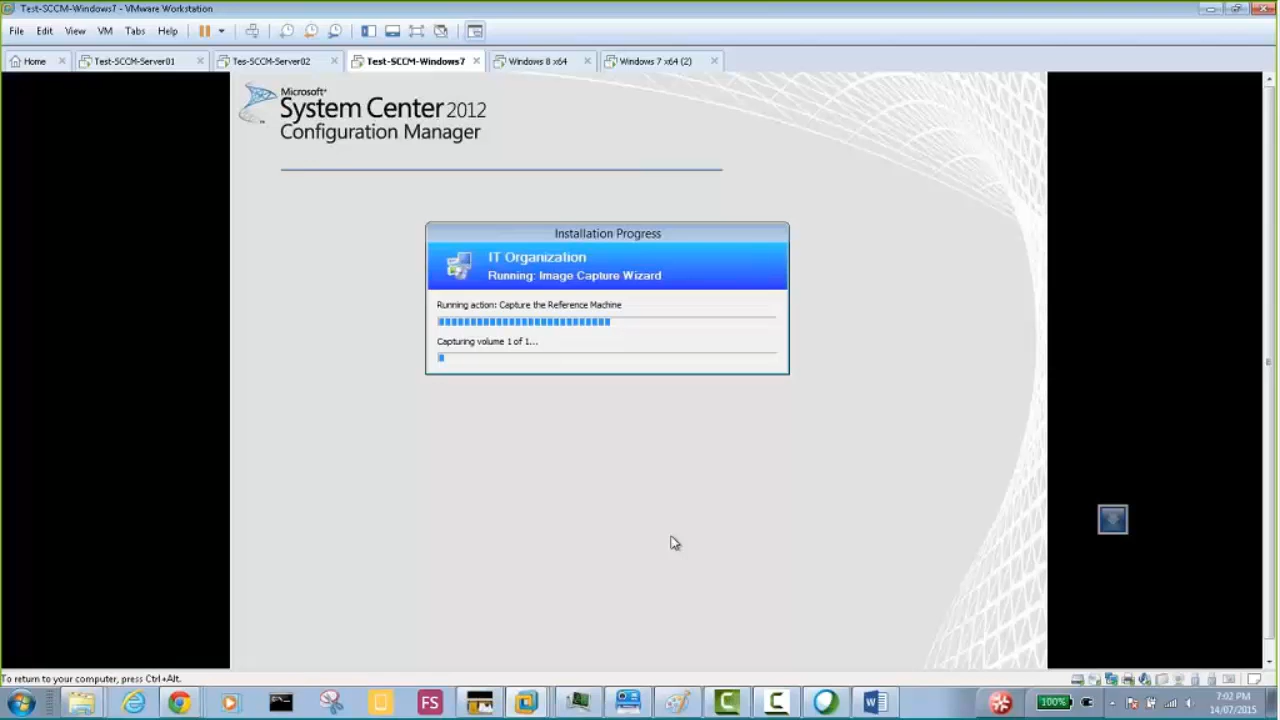 Test-SCCM-Windows7 - VMware Workstation
File Edit View VM Tabs Help
Home Test-SCCM-Server01 Tes-SCCM-Server02 Test-SCCM-Windows7 Windows 8 x64 Windows 7 x64 (2)
Microsoft
System Center 2012
Configuration Manager
Installation Progress
IT Organization
Running: Image Capture Wizard
Running action: Capture the Reference Machine
Capturing volume 1 of 1...
To return to your computer, press Ctrl+Alt.
FS
100%
7:02 PM
14/07/2015